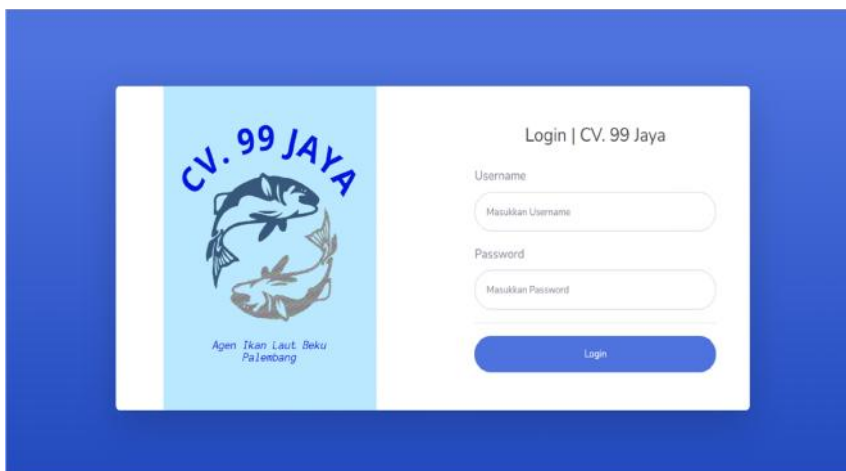 CV. 99 JAYA
Agen Ikan Laut Beku
Palembang
Login | CV. 99 Jaya
Username
Masukkan Username
Password
Masukkan Password
Login